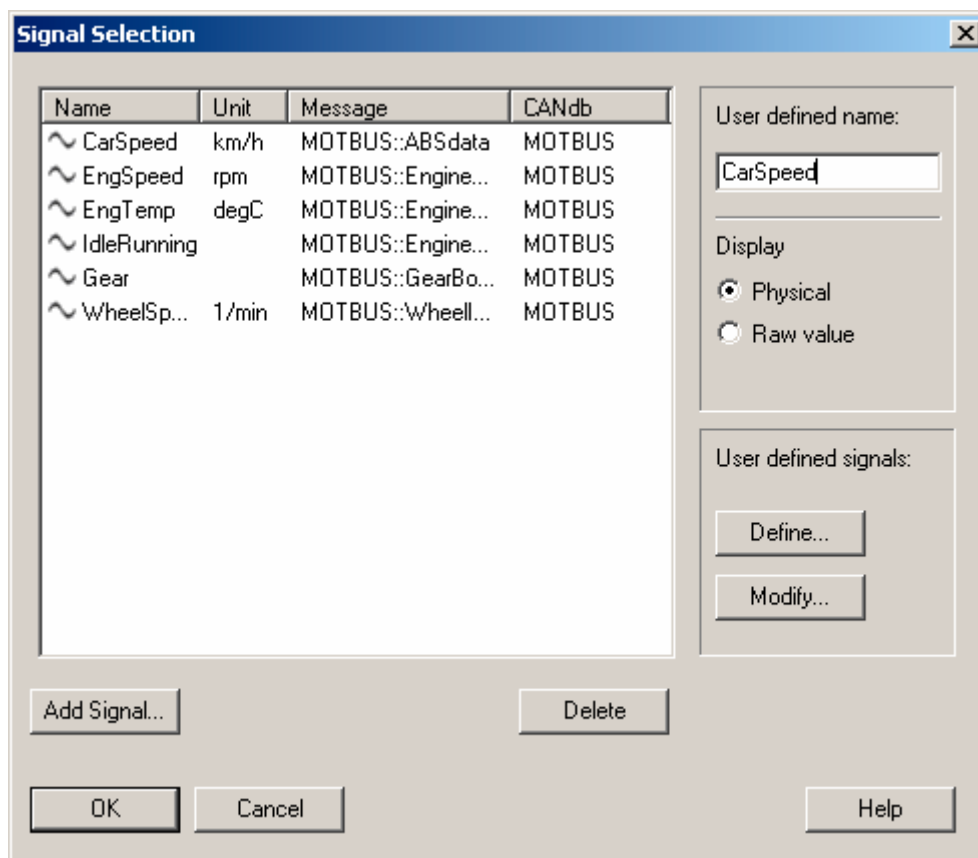 Signal Selection
Name Unit Message CANdb
CarSpeed km/h MOTBUS::ABSdata MOTBUS
EngSpeed rpm MOTBUS::Engine... MOTBUS
EngTemp degC MOTBUS::Engine... MOTBUS
IdleRunning MOTBUS::Engine... MOTBUS
Gear MOTBUS::GearBo... MOTBUS
WheelSp... 1/min MOTBUS::Wheell... MOTBUS
User defined name:
CarSpeed
Display
Physical
Raw value
User defined signals:
Define...
Modify...
Add Signal...
Delete
OK
Cancel
Help